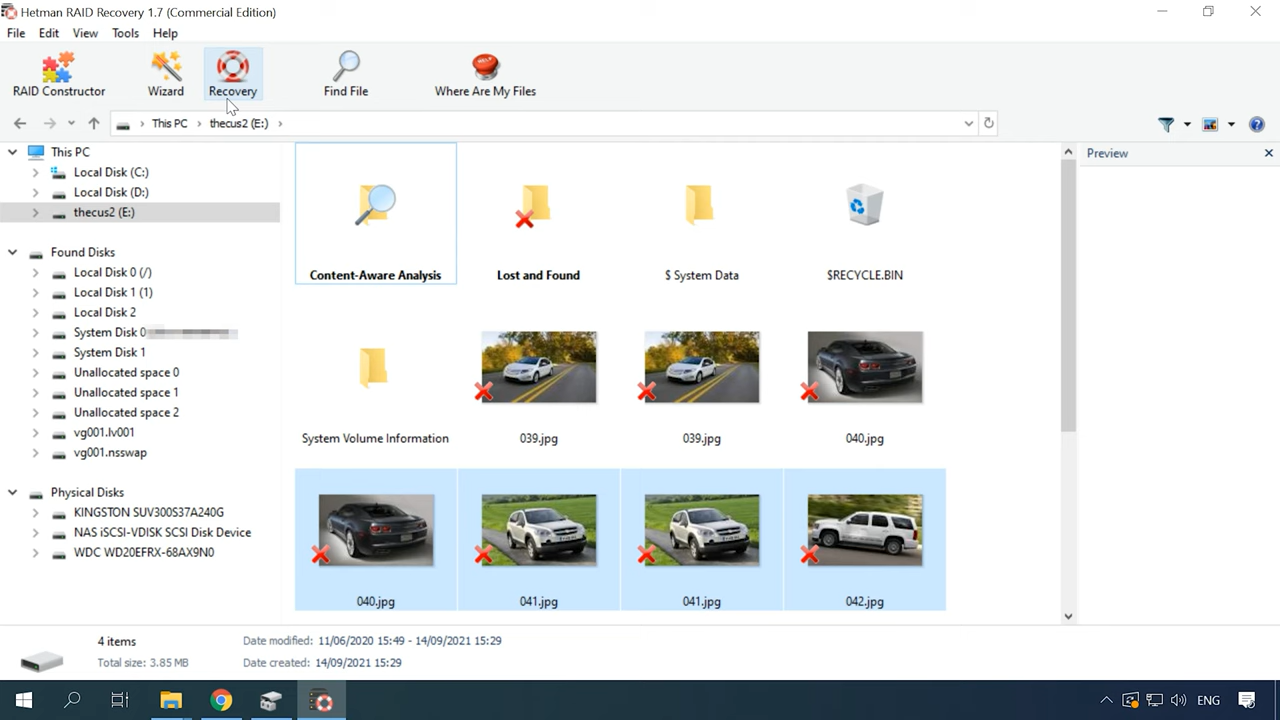 Hetman RAID Recovery 1.7 (Commercial Edition)
File Edit View Tools Help
RAID Constructor Wizard Recovery Find File HELP Where Are My Files
This PC thecus2 (E:)
Preview
This PC
Local Disk (C:)
Local Disk (D:)
thecus2 (E:)
Found Disks
Local Disk 0 (/)
Local Disk 1 (1)
Local Disk 2
System Disk 0
System Disk 1
Unallocated space 0
Unallocated space 1
Unallocated space 2
vg001.lv001
vg001.nsswap
Physical Disks
KINGSTON SUV300S37A240G
NAS iSCSI-VDISK SCSI Disk Device
WDC WD20EFRX-68AX9N0
Content-Aware Analysis Lost and Found $ System Data $RECYCLE.BIN
System Volume Information 039.jpg 039.jpg 040.jpg
040.jpg 041.jpg 041.jpg 042.jpg
4 items Date modified: 11/06/2020 15:49 - 14/09/2021 15:29
Total size: 3.85 MB Date created: 14/09/2021 15:29
ENG